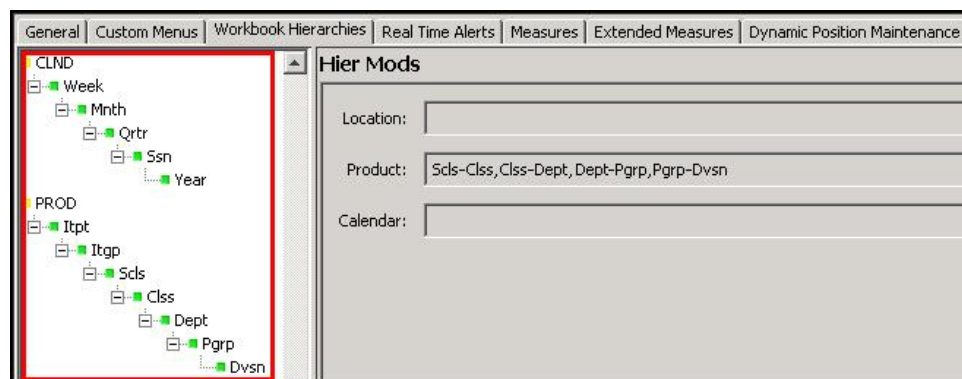 General Custom Menus Workbook Hierarchies Real Time Alerts Measures Extended Measures Dynamic Position Maintenance
CLND
Week
Mnth
Qrtr
Ssn
Year
PROD
Itpt
Itgp
Scls
Clss
Dept
Pgrp
Dvsn
Hier Mods
Location:
Product: Scls-Clss,Clss-Dept,Dept-Pgrp,Pgrp-Dvsn
Calendar: